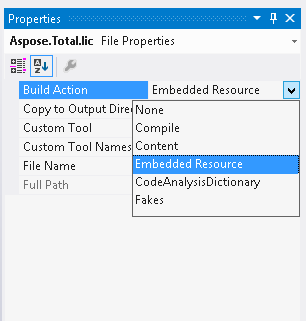 Properties
Aspose.Total.lic File Properties
Build Action Embedded Resource
Copy to Output Direc
Custom Tool
Custom Tool Names
File Name
Full Path
None
Compile
Content
Embedded Resource
CodeAnalysisDictionary
Fakes